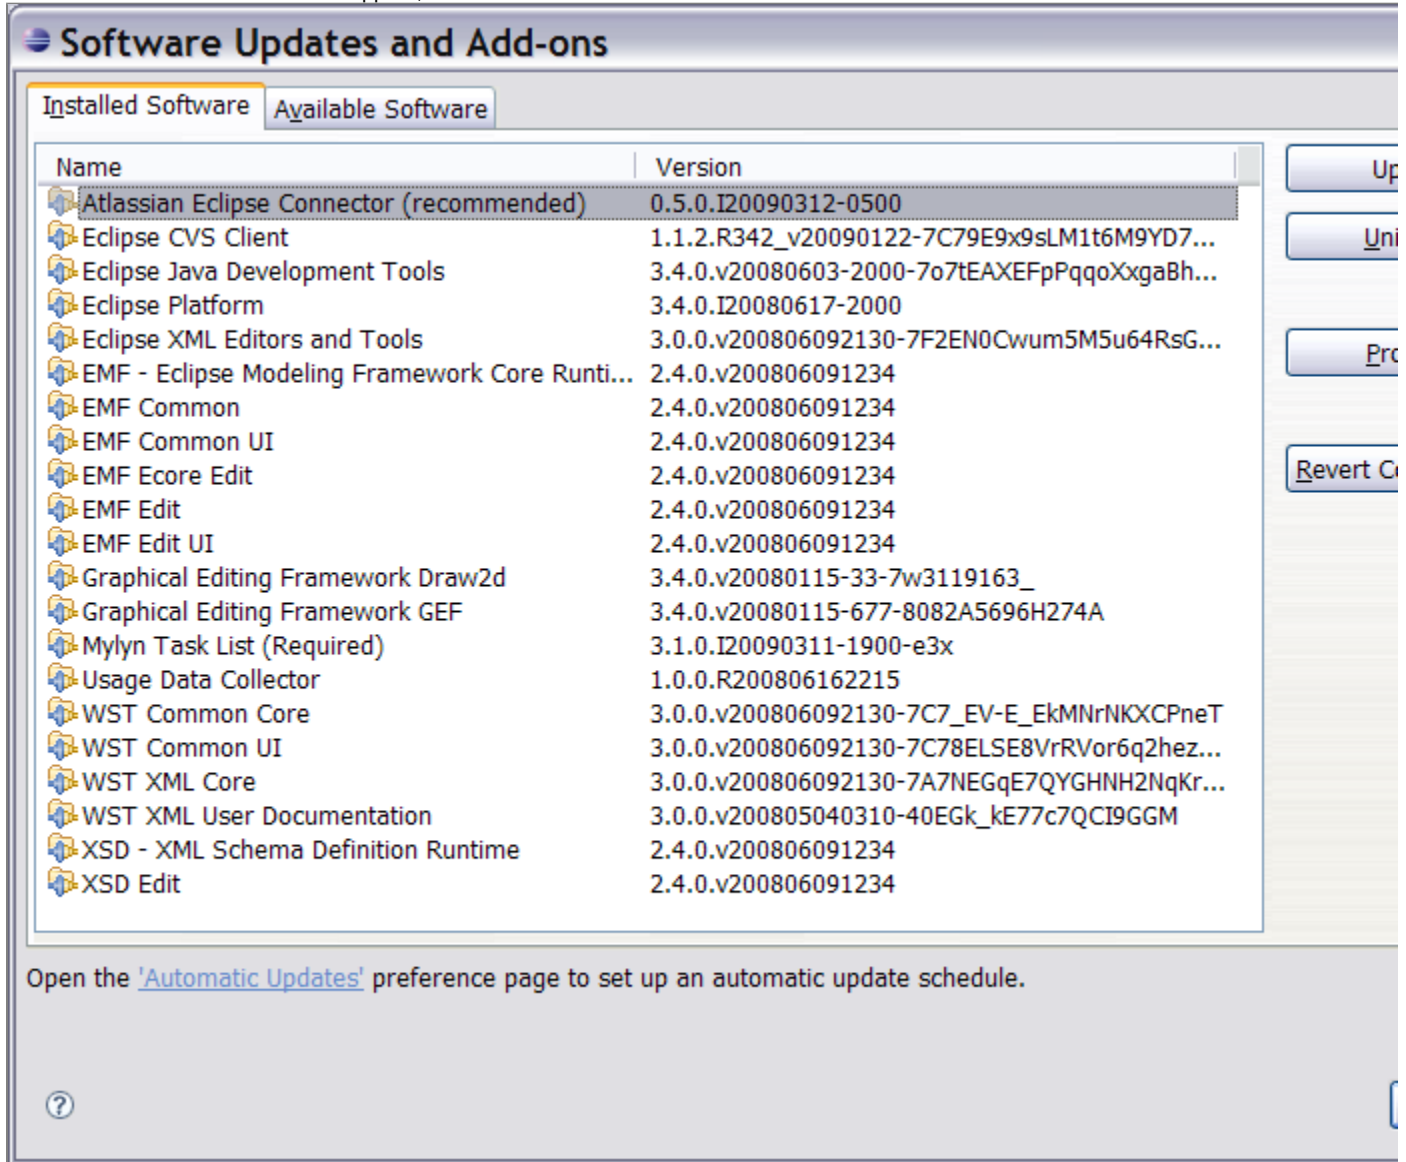 Software Updates and Add-ons
Installed Software Available Software
Name Version
Atlassian Eclipse Connector (recommended) 0.5.0.I20090312-0500
Eclipse CVS Client 1.1.2.R342_v20090122-7C79E9x9sLM1t6M9YD7...
Eclipse Java Development Tools 3.4.0.v20080603-2000-7o7tEAXEFpPqqoXxgaBh...
Eclipse Platform 3.4.0.I20080617-2000
Eclipse XML Editors and Tools 3.0.0.v200806092130-7F2EN0Cwum5M5u64RsG...
EMF - Eclipse Modeling Framework Core Runti... 2.4.0.v200806091234
EMF Common 2.4.0.v200806091234
EMF Common UI 2.4.0.v200806091234
EMF Ecore Edit 2.4.0.v200806091234
EMF Edit 2.4.0.v200806091234
EMF Edit UI 2.4.0.v200806091234
Graphical Editing Framework Draw2d 3.4.0.v20080115-33-7w3119163_
Graphical Editing Framework GEF 3.4.0.v20080115-677-8082A5696H274A
Mylyn Task List (Required) 3.1.0.I20090311-1900-e3x
Usage Data Collector 1.0.0.R200806162215
WST Common Core 3.0.0.v200806092130-7C7_EV-E_EkMNrNKXCPneT
WST Common UI 3.0.0.v200806092130-7C78ELSE8VrRVor6q2hez...
WST XML Core 3.0.0.v200806092130-7A7NEGqE7QYGHNH2NqKr...
WST XML User Documentation 3.0.0.v200805040310-40EGk_kE77c7QCI9GGM
XSD - XML Schema Definition Runtime 2.4.0.v200806091234
XSD Edit 2.4.0.v200806091234
Up
Uni
Pro
Revert Co
Open the 'Automatic Updates' preference page to set up an automatic update schedule.
?